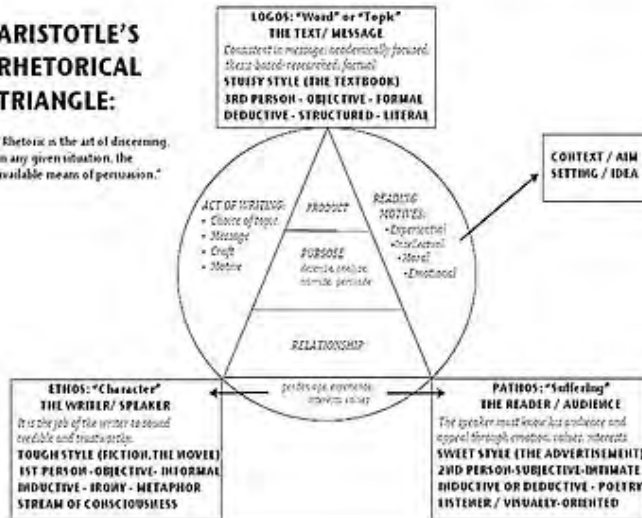 ARISTOTLE'S
RHETORICAL
TRIANGLE:
"Rhetoric is the art of discerning,
in any given situation, the
available means of persuasion."
LOGOS: "Word" or "Topic"
THE TEXT/ MESSAGE
Consistent in message; academically focused,
thesis-based-researched, factual
STUFFY STYLE (THE TEXTBOOK)
3RD PERSON - OBJECTIVE - FORMAL
DEDUCTIVE - STRUCTURED - LITERAL
CONTEXT / AIM
SETTING / IDEA
ACT OF WRITING:
• Choice of topic
• Message
• Craft
• Motive
PRODUCT
READING
MOTIVES:
• Experiential
• Intellectual
• Moral
• Emotional
PURPOSE
describe, analyze,
narrate, persuade
RELATIONSHIP
experiences,
interests, values
ETHOS: "Character"
THE WRITER/ SPEAKER
It is the job of the writer to sound
credible and trustworthy.
TOUGH STYLE (FICTION, THE NOVEL)
1ST PERSON-OBJECTIVE- INFORMAL
INDUCTIVE - IRONY - METAPHOR
STREAM OF CONSCIOUSNESS
PATHOS: "Suffering"
THE READER / AUDIENCE
The speaker must know his audience and
appeal through emotion, values, interests
SWEET STYLE (THE ADVERTISEMENT)
2ND PERSON-SUBJECTIVE-INTIMATE
INDUCTIVE OR DEDUCTIVE - POETRY
LISTENER / VISUALLY-ORIENTED